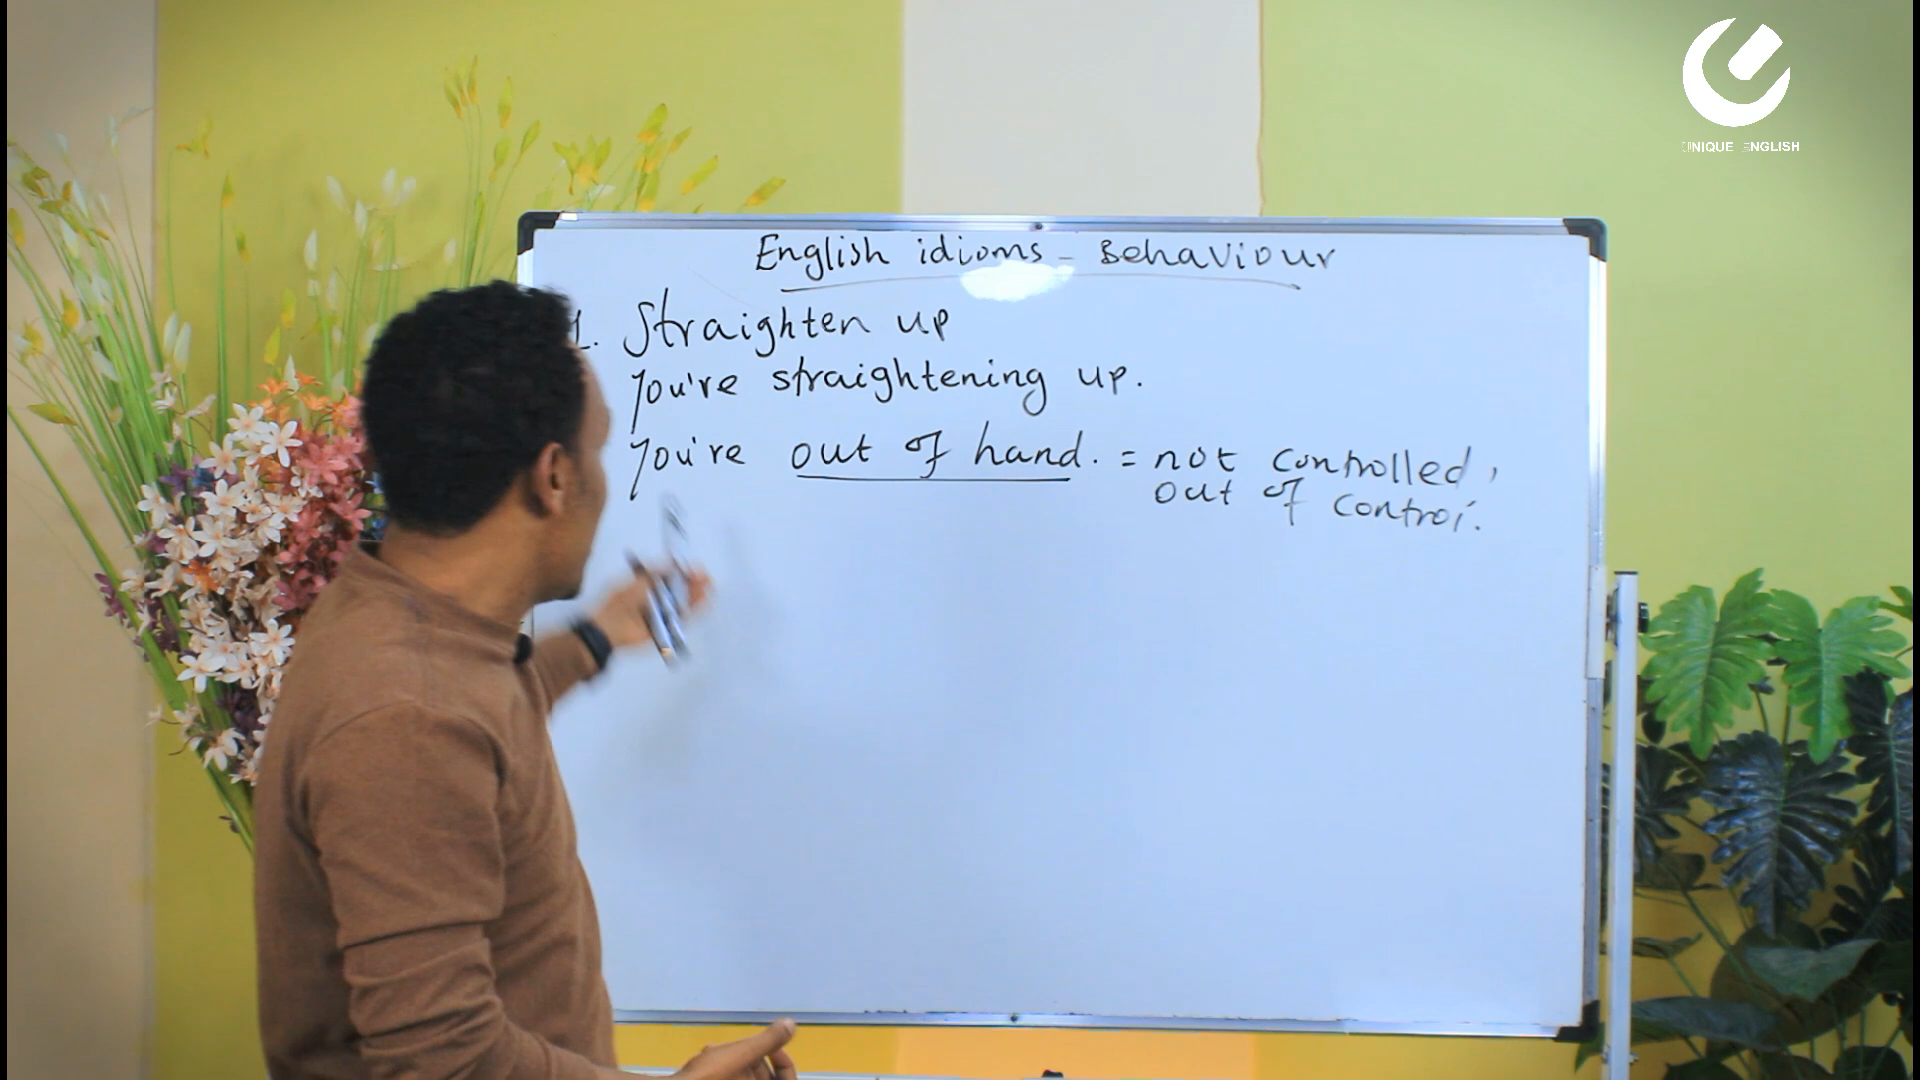 UNIQUE ENGLISH
English idioms - Behaviour
1. Straighten up
You're straightening up.
You're out of hand. = not controlled,
out of control.